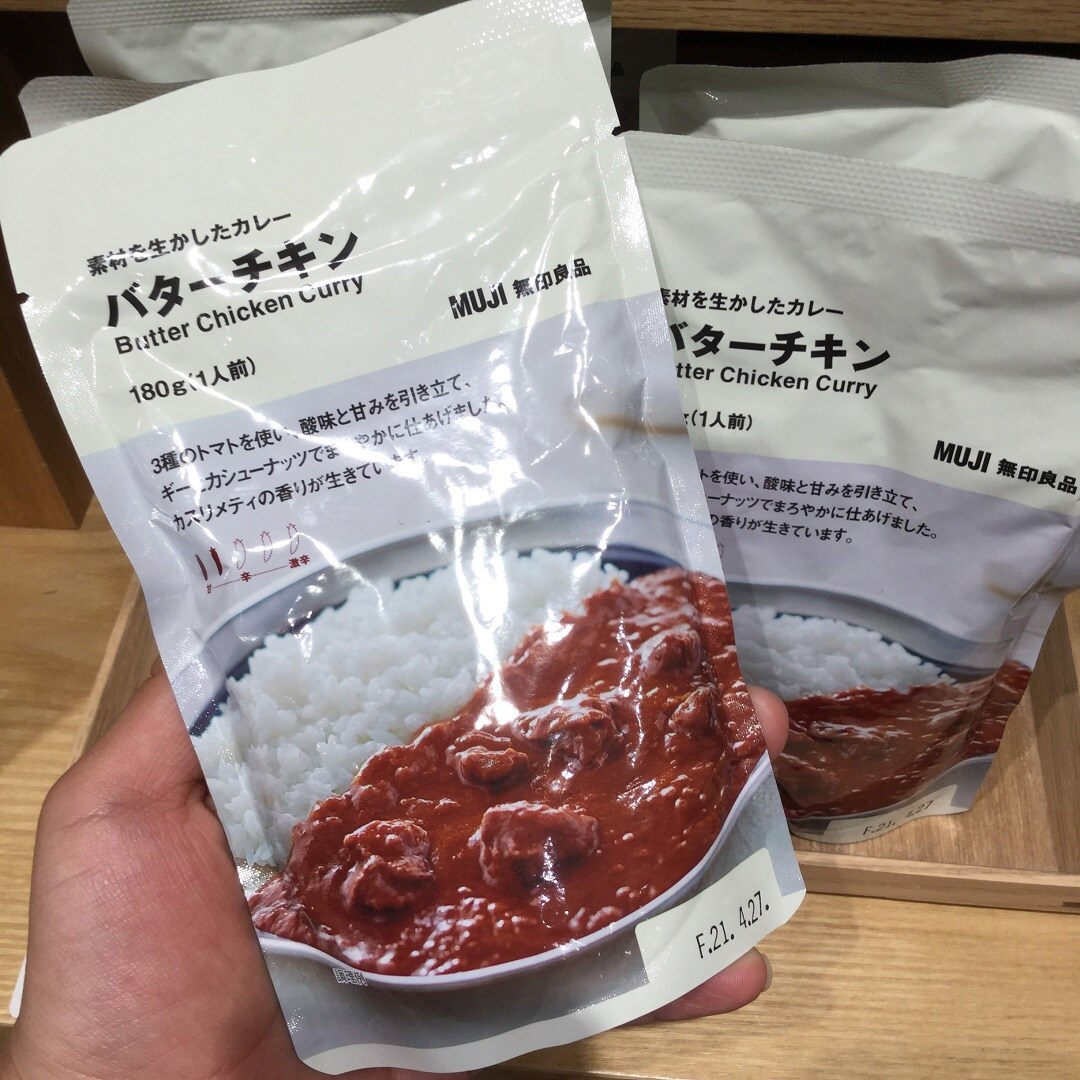 素材を生かしたカレー
バターチキン
Butter Chicken Curry
MUJI 無印良品
180g(1人前)
3種のトマトを使い、酸味と甘みを引き立て、
ギー、カシューナッツでまろやかに仕あげました。
カスリメティの香りが生きています。
甘 辛 激辛
調理例
F.21. 4.27.
素材を生かしたカレー
バターチキン
tter Chicken Curry
g(1人前)
MUJI 無印良品
トを使い、酸味と甘みを引き立て、
ューナッツでまろやかに仕あげました。
の香りが生きています。
F.21. 4.27